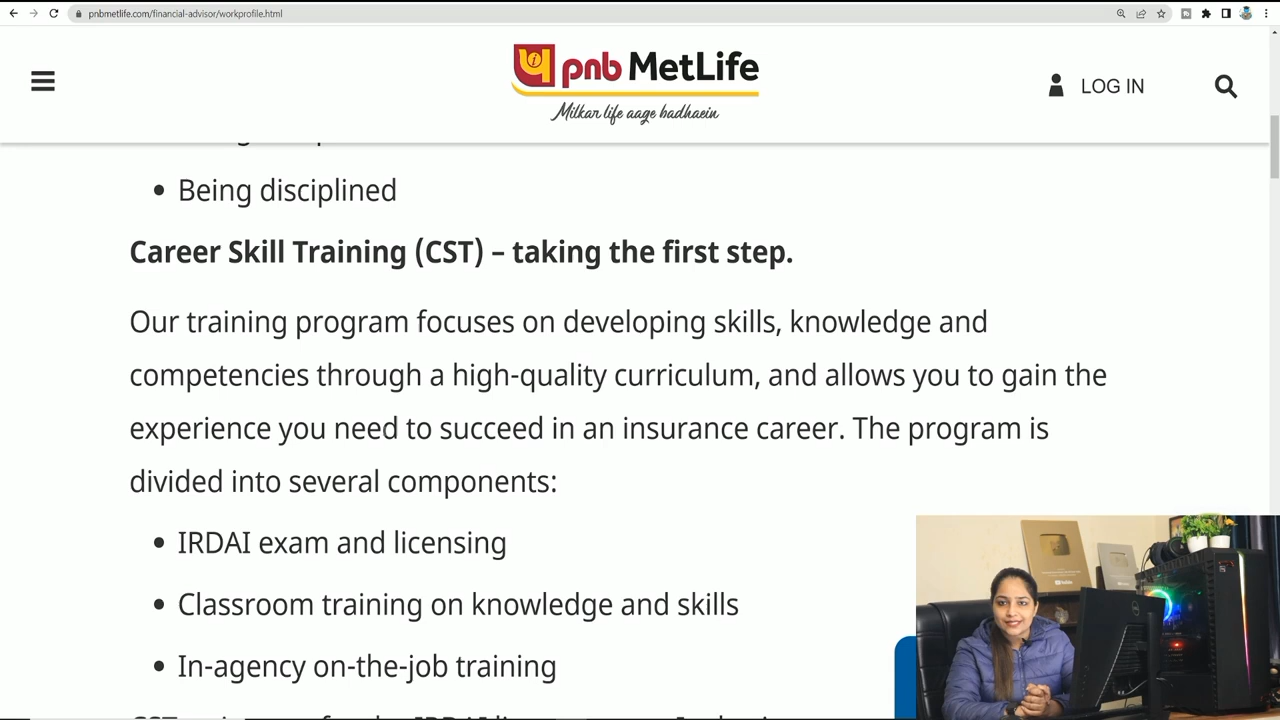 pnbmetlife.com/financial-advisor/workprofile.html
pnb MetLife
Milkar life aage badhaein
LOG IN
• Being disciplined
Career Skill Training (CST) – taking the first step.
Our training program focuses on developing skills, knowledge and
competencies through a high-quality curriculum, and allows you to gain the
experience you need to succeed in an insurance career. The program is
divided into several components:
• IRDAI exam and licensing
• Classroom training on knowledge and skills
• In-agency on-the-job training